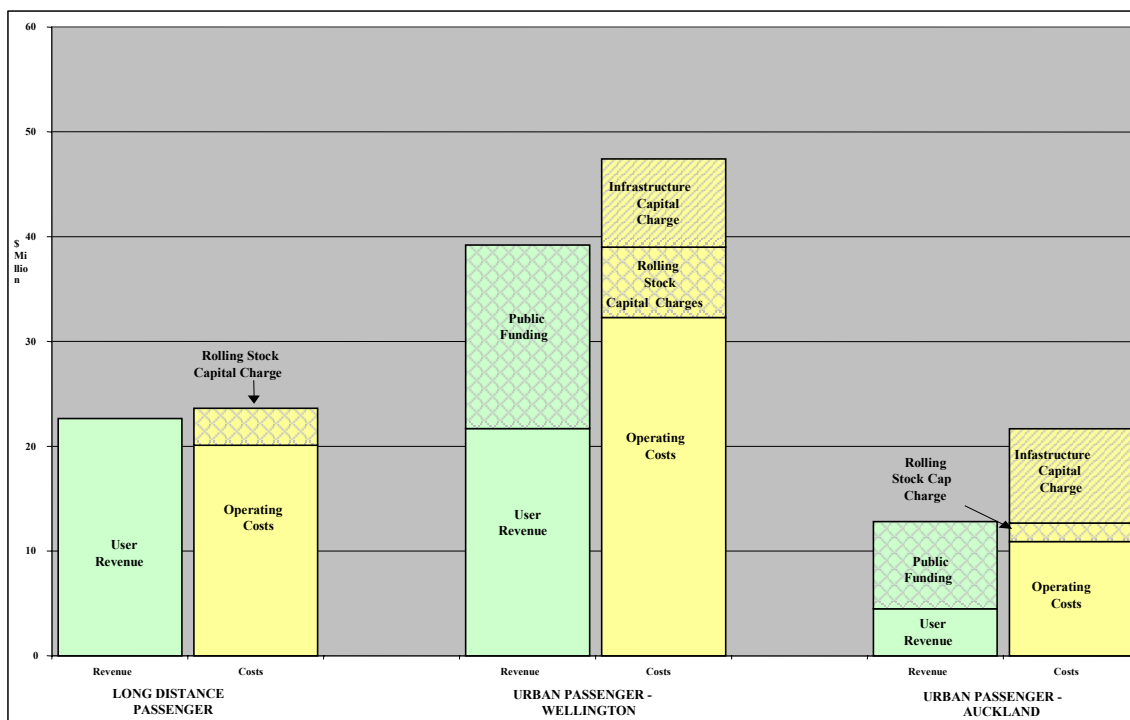 60
50
40
30
20
10
0
$
Mi
llio
n
Rolling Stock
Capital Charge
User
Revenue
Operating
Costs
Public
Funding
User
Revenue
Infrastructure
Capital
Charge
Rolling
Stock
Capital Charges
Operating
Costs
Rolling
Stock Cap
Charge
Public
Funding
User
Revenue
Infastructure
Capital
Charge
Operating
Costs
Revenue
Costs
Revenue
Costs
Revenue
Costs
LONG DISTANCE
PASSENGER
URBAN PASSENGER -
WELLINGTON
URBAN PASSENGER -
AUCKLAND